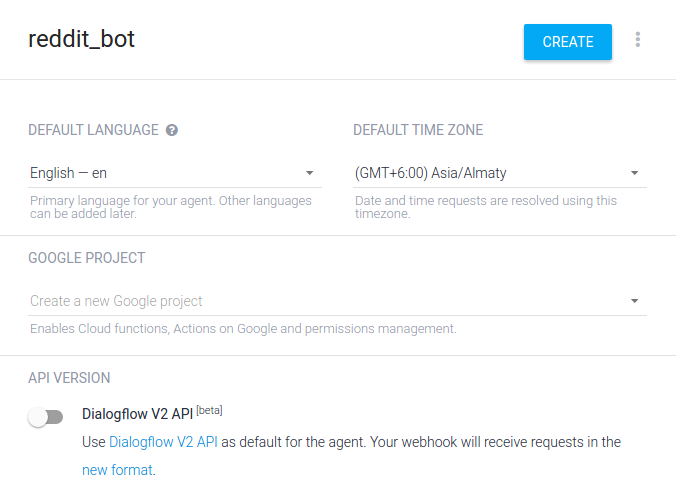 reddit_bot
CREATE
DEFAULT LANGUAGE ?
DEFAULT TIME ZONE
English — en
(GMT+6:00) Asia/Almaty
Primary language for your agent. Other languages
can be added later.
Date and time requests are resolved using this
timezone.
GOOGLE PROJECT
Create a new Google project
Enables Cloud functions, Actions on Google and permissions management.
API VERSION
Dialogflow V2 API [beta]
Use Dialogflow V2 API as default for the agent. Your webhook will receive requests in the
new format.